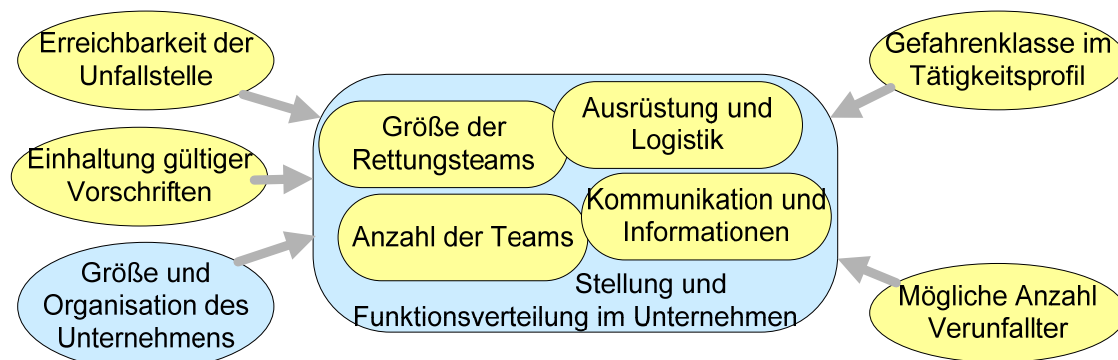 Erreichbarkeit der
Unfallstelle
Einhaltung gültiger
Vorschriften
Größe und
Organisation des
Unternehmens
Größe der
Rettungsteams
Ausrüstung und
Logistik
Anzahl der Teams
Kommunikation und
Informationen
Stellung und
Funktionsverteilung im Unternehmen
Gefahrenklasse im
Tätigkeitsprofil
Mögliche Anzahl
Verunfallter